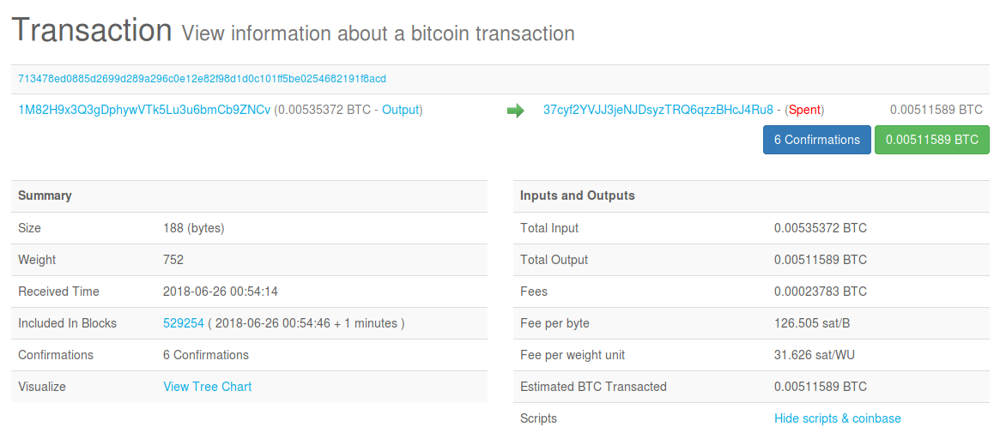 Transaction View information about a bitcoin transaction
713478ed0885d2699d289a296c0e12e82f98d1d0c101ff5be0254682191f8acd
1M82H9x3Q3gDphywVTk5Lu3u6bmCb9ZNCv (0.00535372 BTC - Output)
37cyf2YVJJ3jeNJDsyzTRQ6qzzBHcJ4Ru8 - (Spent) 0.00511589 BTC
6 Confirmations 0.00511589 BTC
Summary
Size 188 (bytes)
Weight 752
Received Time 2018-06-26 00:54:14
Included In Blocks 529254 ( 2018-06-26 00:54:46 + 1 minutes )
Confirmations 6 Confirmations
Visualize View Tree Chart
Inputs and Outputs
Total Input 0.00535372 BTC
Total Output 0.00511589 BTC
Fees 0.00023783 BTC
Fee per byte 126.505 sat/B
Fee per weight unit 31.626 sat/WU
Estimated BTC Transacted 0.00511589 BTC
Scripts Hide scripts & coinbase